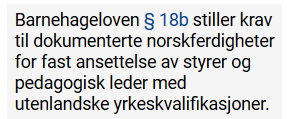 Barnehageloven § 18b stiller krav
til dokumenterte norskferdigheter
for fast ansettelse av styrer og
pedagogisk leder med
utenlandske yrkeskvalifikasjoner.